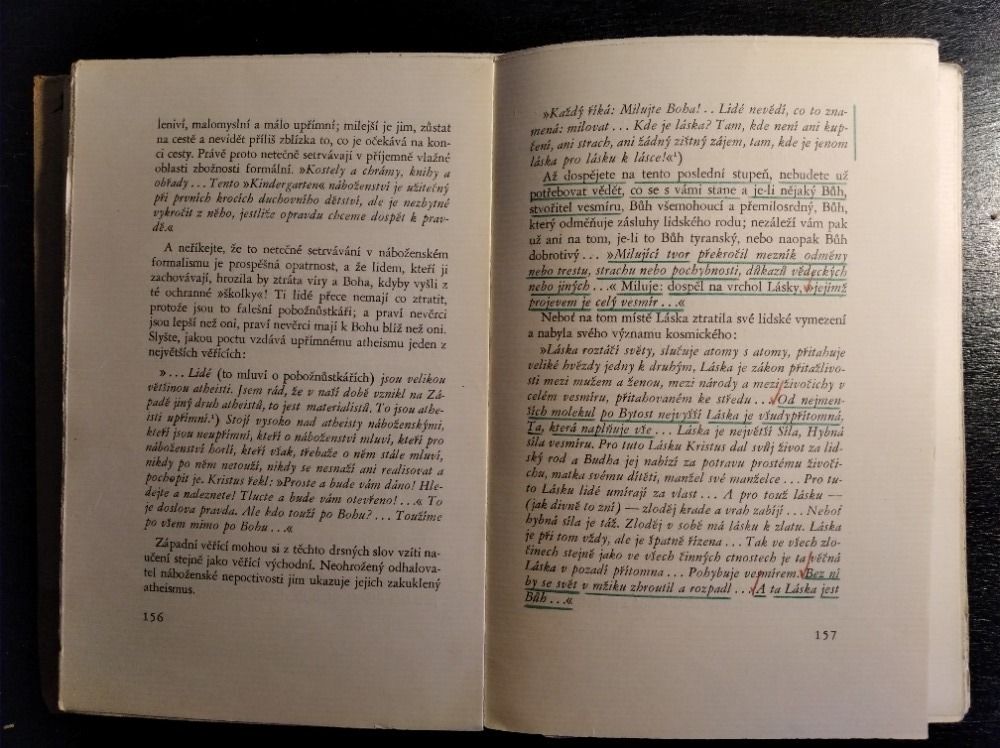 leniví, malomyslní a málo upřímní; milejší je jim, zůstat
na cestě a nevidět příliš zblízka to, co je očekává na kon-
ci cesty. Právě proto netečně setrvávají v příjemně vlažné
oblasti zbožnosti formální. »Kostely a chrámy, knihy a
obřady... Tento »Kindergarten« náboženství je užitečný
při prvních krocích duchovního dětství, ale je nezbytné
vykročit z něho, jestliže opravdu chceme dospět k prav-
dě.«
A neříkejte, že to netečné setrvávání v náboženském
formalismu je prospěšná opatrnost, a že lidem, kteří ji
zachovávají, hrozila by ztráta víry a Boha, kdyby vyšli z
té ochranné »školky«! Ti lidé přece nemají co ztratit,
protože jsou to falešní pobožnůstkáři; a praví nevěrci
jsou lepší než oni, praví nevěrci mají k Bohu blíž než oni.
Slyšte, jakou poctu vzdává upřímnému atheismu jeden z
největších věřících:
»... Lidé (to mluví o pobožnůstkářích) jsou velikou
většinou atheisti. Jsem rád, že v naší době vznikl na Zá-
padě jiný druh atheistů, to jest materialistů. To jsou athe-
isti upřímní.¹) Stojí vysoko nad atheisty náboženskými,
kteří jsou neupřímní, kteří o náboženství mluví, kteří pro
náboženství horlí, kteří však, třebaže o něm stále mluví,
nikdy po něm netouží, nikdy se nesnaží ani realisovat a
pochopit je. Kristus řekl: »Proste a bude vám dáno! Hle-
dejte a naleznete! Tlucte a bude vám otevřeno!...« To
je doslova pravda. Ale kdo touží po Bohu?... Toužíme
po všem mimo po Bohu...«
Západní věřící mohou si z těchto drsných slov vzíti na-
učení stejně jako věřící východní. Neohrožený odhalova-
tel náboženské nepoctivosti jim ukazuje jejich zakuklený
atheismus.
156
»Každý říká: Milujte Boha!.. Lidé nevědí, co to zna-
mená: milovat... Kde je láska? Tam, kde není ani kup-
čení, ani strach, ani žádný zištný zájem, tam, kde je jenom
láska pro lásku k lásce!«¹)
Až dospějete na tento poslední stupeň, nebudete už
potřebovat vědět, co se s vámi stane a je-li nějaký Bůh,
stvořitel vesmíru, Bůh všemohoucí a přemilosrdný, Bůh,
který odměňuje zásluhy lidského rodu; nezáleží vám pak
už ani na tom, je-li to Bůh tyranský, nebo naopak Bůh
dobrotivý... »Milující tvor překročil mezník odměny
nebo trestu, strachu nebo pochybnosti, důkazů vědeckých
nebo jiných...« Miluje: dospěl na vrchol Lásky, »jejímž
projevem je celý vesmír...«
Neboť na tom místě Láska ztratila své lidské vymezení
a nabyla svého významu kosmického:
»Láska roztáčí světy, slučuje atomy s atomy, přitahuje
veliké hvězdy jedny k druhým, Láska je zákon přitažlivo-
sti mezi mužem a ženou, mezi národy a mezi živočichy v
celém vesmíru, přitahovaném ke středu... Od nejmen-
ších molekul po Bytost nejvyšší Láska je všudypřítomná,
Ta, která naplňuje vše... Láska je největší Síla, Hybná
síla vesmíru. Pro tuto Lásku Kristus dal svůj život za lid-
ský rod a Budha jej nabízí za potravu prostému živoči-
chu, matka svému dítěti, manžel své manželce... Pro tu-
to Lásku lidé umírají za vlast... A pro touž lásku —
(jak divně to zní) — zloděj krade a vrah zabíjí... Neboť
hybná síla je táž. Zloděj v sobě má lásku k zlatu. Láska
je při tom vždy, ale je špatně řízena... Tak ve všech zlo-
činech stejně jako ve všech činných ctnostech je ta věčná
Láska v pozadí přítomna... Pohybuje vesmírem. Bez ní
by se svět v mžiku zhroutil a rozpadl... A ta Láska jest
Bůh...«
157